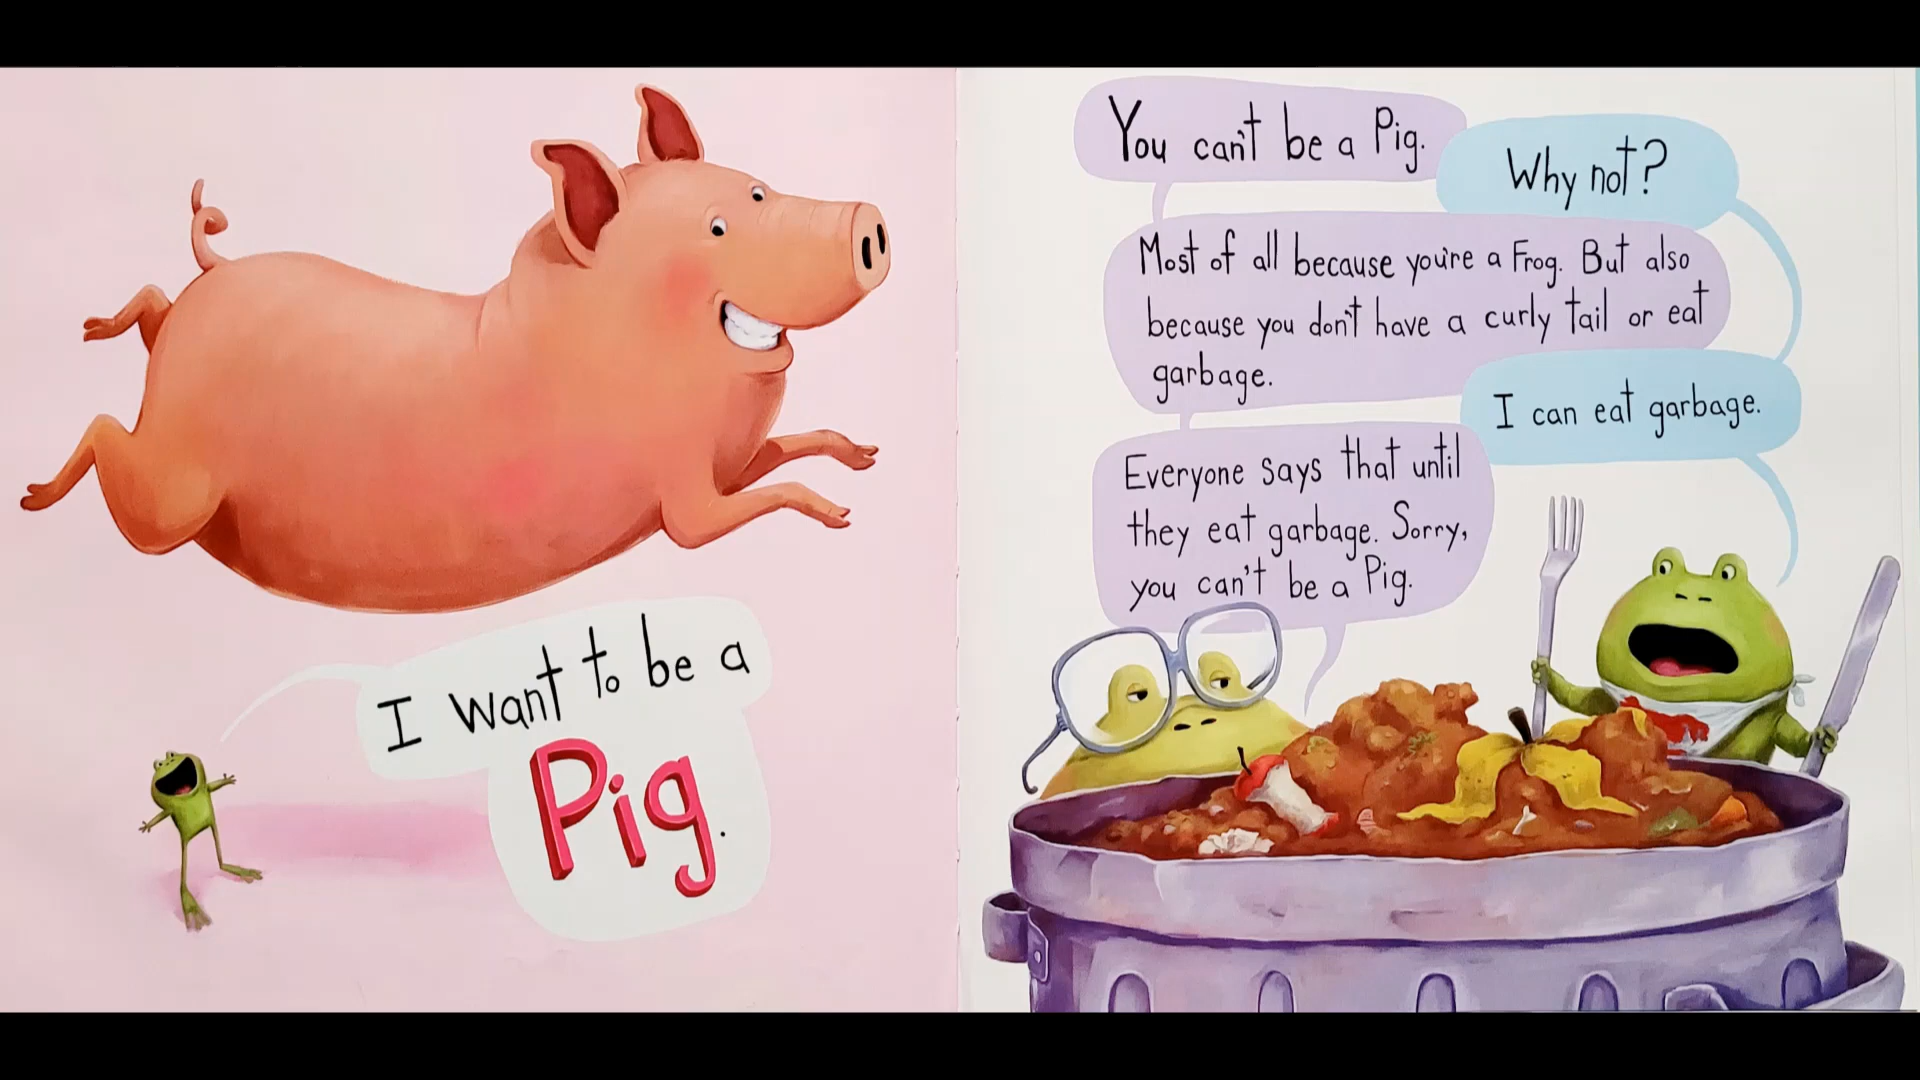 I want to be a
Pig.
You can't be a Pig.
Why not?
Most of all because you're a Frog. But also
because you don't have a curly tail or eat
garbage.
I can eat garbage.
Everyone says that until
they eat garbage. Sorry,
you can't be a Pig.